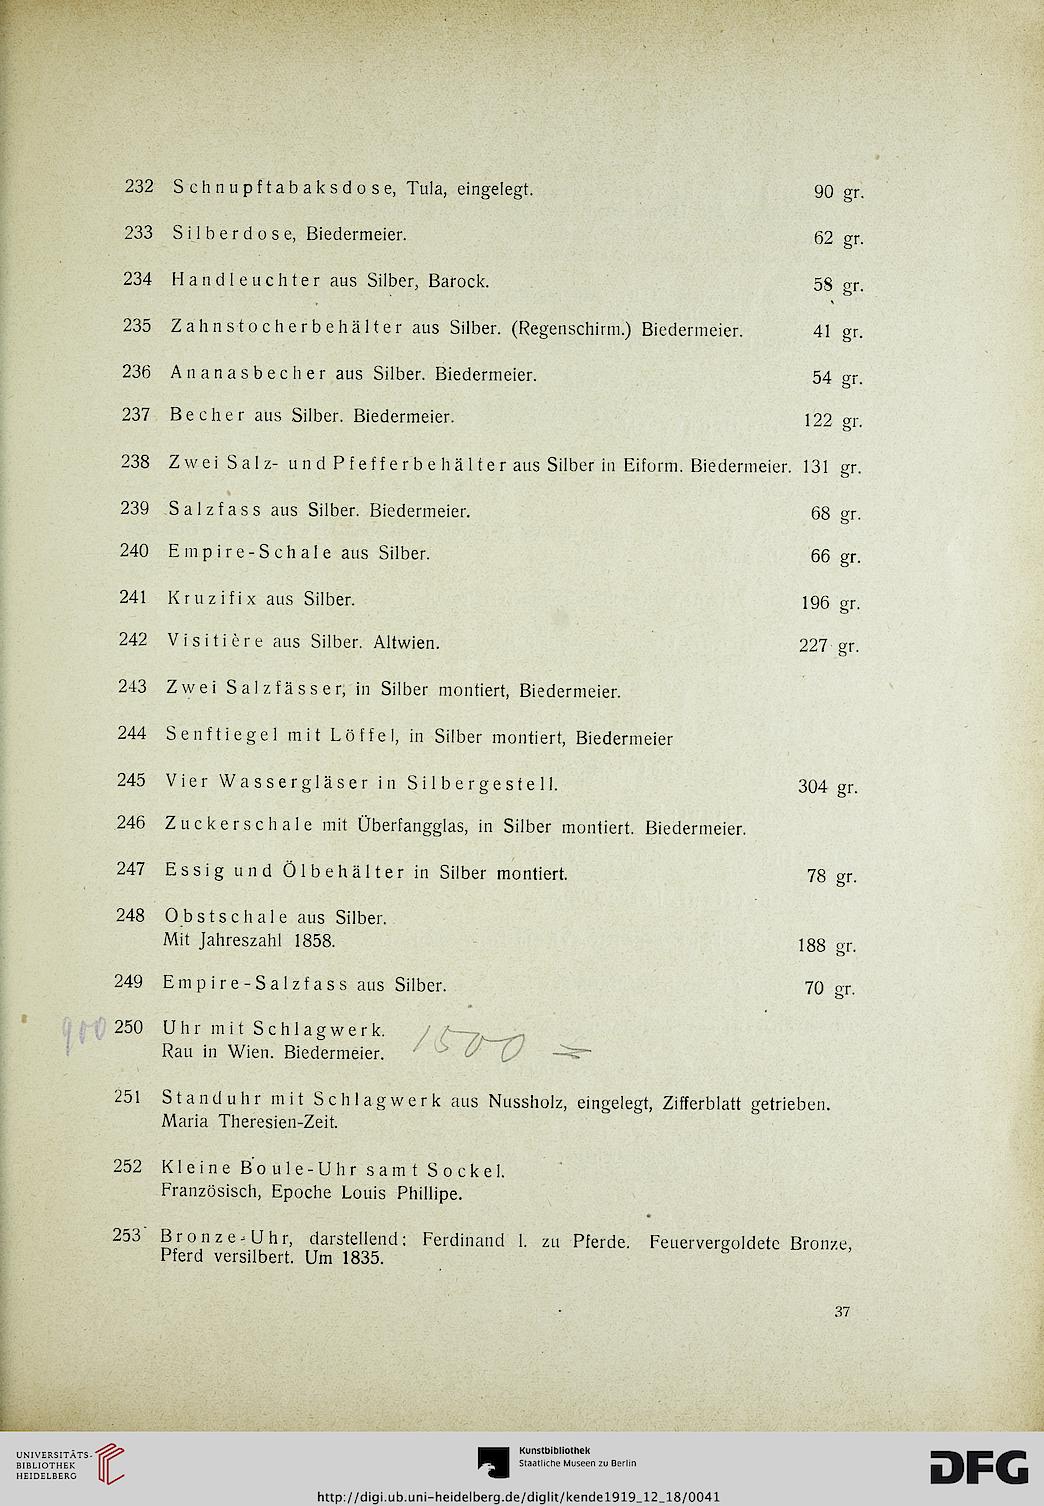 232 Schnupftabaksdose, Tula, eingelegt. 90 gr.
233 Silberdose, Biedermeier. 62 gr.
234 Handleuchter aus Silber, Barock. 58 gr.
235 Zahnstocherbehälter aus Silber. (Regenschirm.) Biedermeier. 41 gr.
236 Ananasbecher aus Silber. Biedermeier. 54 gr.
237 Becher aus Silber. Biedermeier. 122 gr.
238 Zwei Salz- und Pfefferbehälter aus Silber in Eiform. Biedermeier. 131 gr.
239 Salzfass aus Silber. Biedermeier. 68 gr.
240 Empire-Schale aus Silber. 66 gr.
241 Kruzifix aus Silber. 196 gr.
242 Visitière aus Silber. Altwien. 227 gr.
243 Zwei Salzfässer, in Silber montiert, Biedermeier.
244 Senftiegel mit Löffel, in Silber montiert, Biedermeier
245 Vier Wassergläser in Silbergestell. 304 gr.
246 Zuckerschale mit Überfangglas, in Silber montiert. Biedermeier.
247 Essig und Ölbehälter in Silber montiert. 78 gr.
248 Obstschale aus Silber.
Mit Jahreszahl 1858. 188 gr.
249 Empire-Salzfass aus Silber. 70 gr.
900 250 Uhr mit Schlagwerk. 1500 =
Rau in Wien. Biedermeier.
251 Standuhr mit Schlagwerk aus Nussholz, eingelegt, Zifferblatt getrieben.
Maria Theresien-Zeit.
252 Kleine Boule-Uhr samt Sockel.
Französisch, Epoche Louis Phillipe.
253 Bronze-Uhr, darstellend: Ferdinand I. zu Pferde. Feuervergoldete Bronze,
Pferd versilbert. Um 1835.
37
UNIVERSITÄTS-
BIBLIOTHEK
HEIDELBERG
Kunstbibliothek
Staatliche Museen zu Berlin
DFG
http://digi.ub.uni-heidelberg.de/diglit/kende1919_12_18/0041